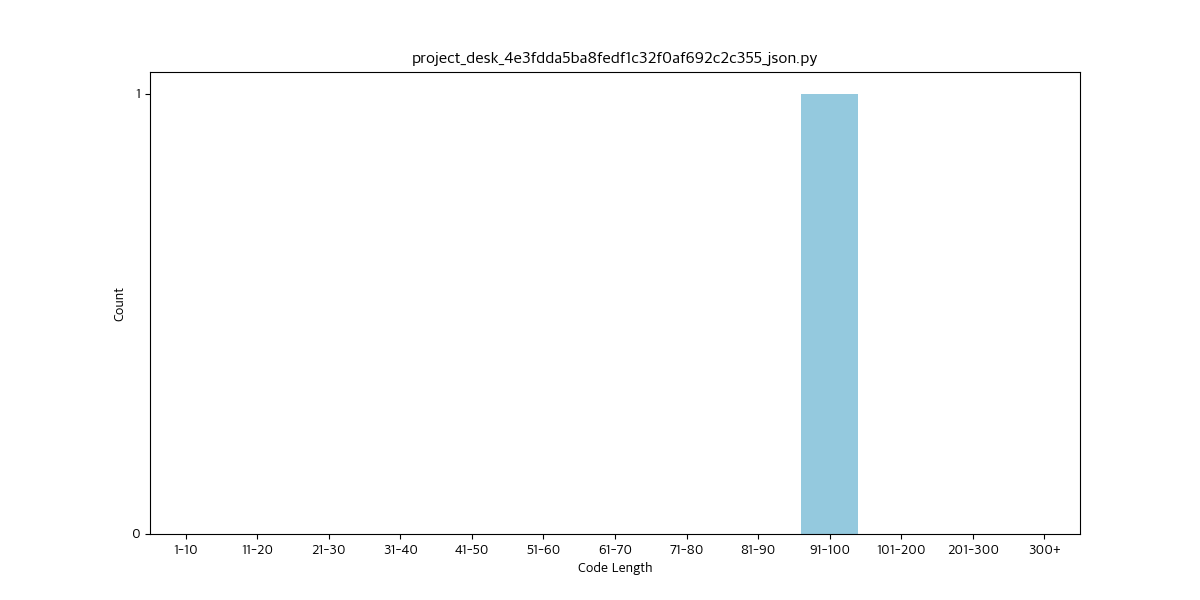 project_desk_4e3fdda5ba8fedf1c32f0af692c2c355_json.py
1
Count
0
1-10 11-20 21-30 31-40 41-50 51-60 61-70 71-80 81-90 91-100 101-200 201-300 300+
Code Length